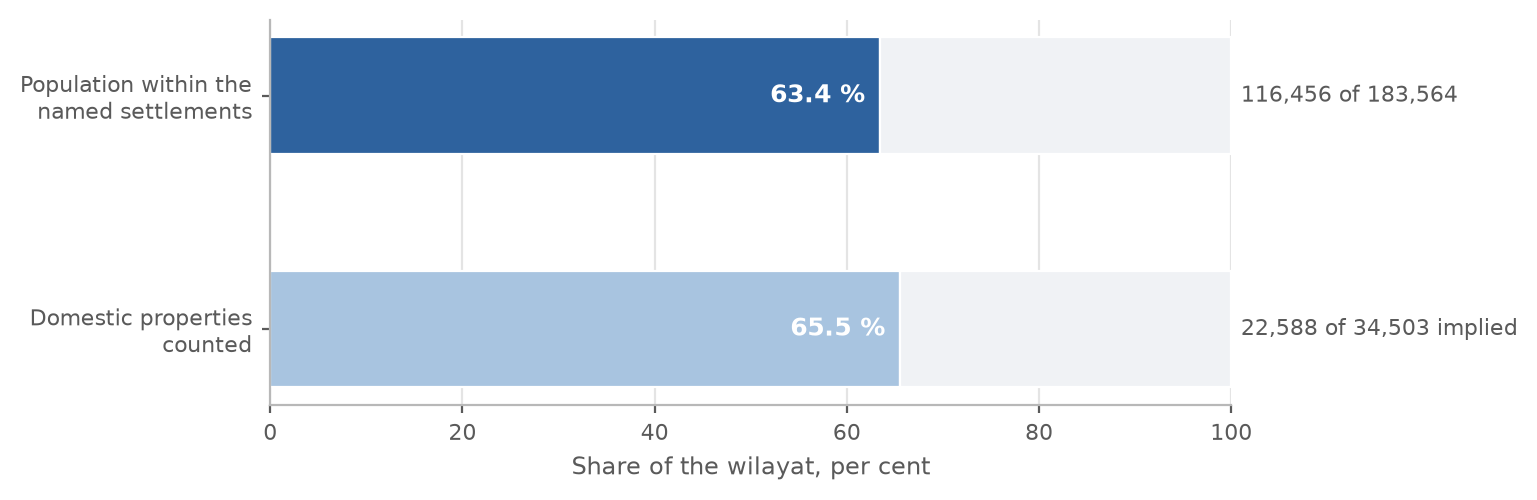 Population within the
named settlements
63.4 %
116,456 of 183,564
Domestic properties
counted
65.5 %
22,588 of 34,503 implied
0 20 40 60 80 100
Share of the wilayat, per cent